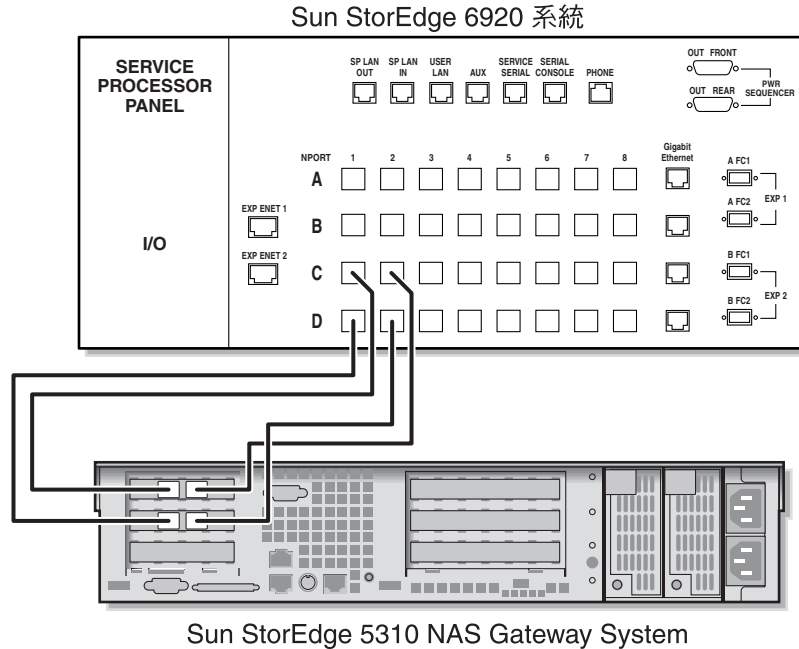 Sun StorEdge 6920 系統
SERVICE
PROCESSOR
PANEL
SP LAN
OUT
SP LAN
IN
USER
LAN
AUX
SERVICE
SERIAL
SERIAL
CONSOLE
PHONE
OUT FRONT
OUT REAR
PWR
SEQUENCER
I/O
NPORT 1 2 3 4 5 6 7 8
Gigabit
Ethernet
A
B
C
D
EXP ENET 1
EXP ENET 2
A FC1
A FC2
EXP 1
B FC1
B FC2
EXP 2
Sun StorEdge 5310 NAS Gateway System